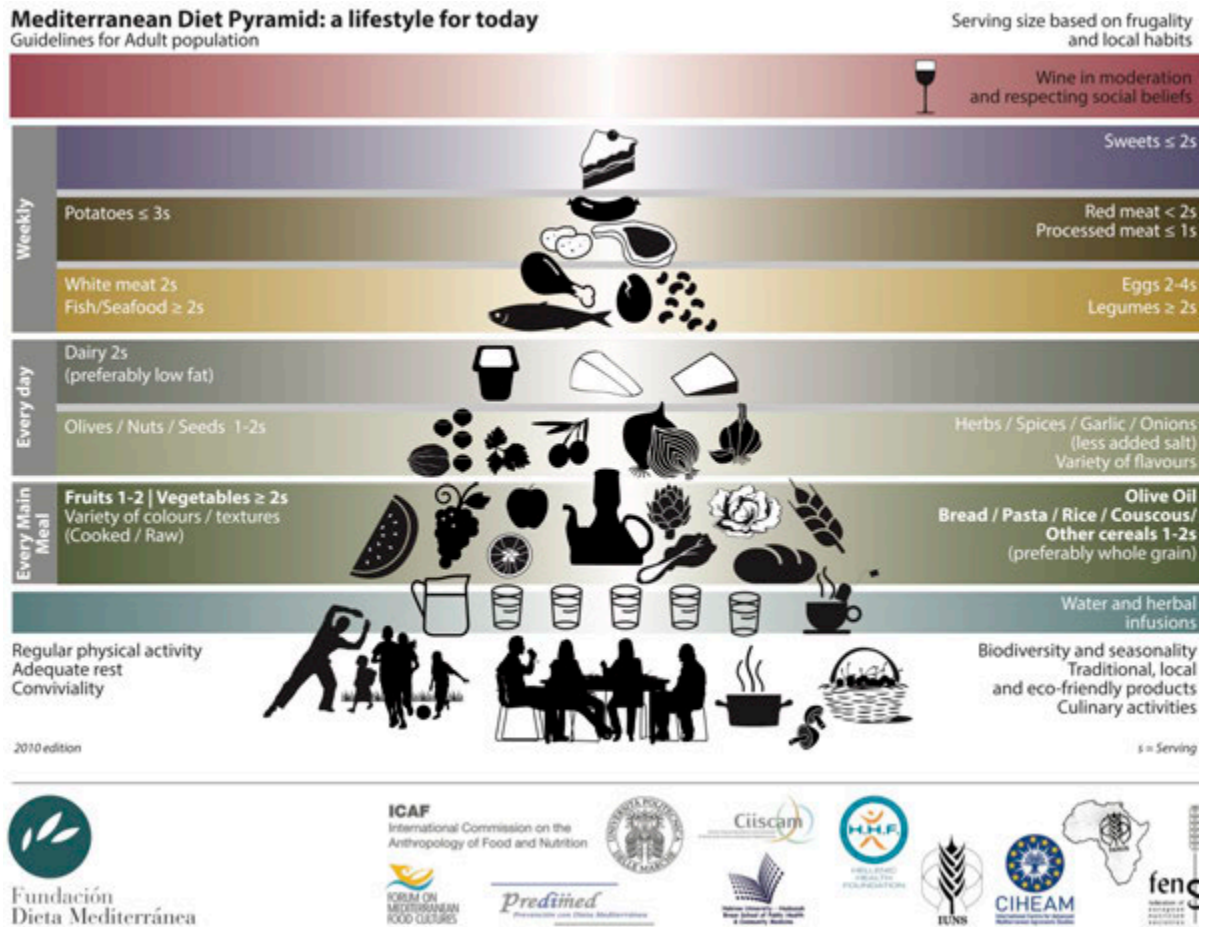 Mediterranean Diet Pyramid: a lifestyle for today
Guidelines for Adult population
Serving size based on frugality
and local habits
Wine in moderation
and respecting social beliefs
Weekly
Sweets ≤ 2s
Potatoes ≤ 3s
Red meat < 2s
Processed meat ≤ 1s
White meat 2s
Fish/Seafood ≥ 2s
Eggs 2-4s
Legumes ≥ 2s
Every day
Dairy 2s
(preferably low fat)
Olives / Nuts / Seeds 1-2s
Herbs / Spices / Garlic / Onions
(less added salt)
Variety of flavours
Every Main
Meal
Fruits 1-2 | Vegetables ≥ 2s
Variety of colours / textures
(Cooked / Raw)
Olive Oil
Bread / Pasta / Rice / Couscous/
Other cereals 1-2s
(preferably whole grain)
Water and herbal
infusions
Regular physical activity
Adequate rest
Conviviality
Biodiversity and seasonality
Traditional, local
and eco-friendly products
Culinary activities
2010 edition
s = Serving
Fundación
Dieta Mediterránea
ICAF
International Commission on the
Anthropology of Food and Nutrition
FORUM ON
MEDITERRANEAN
FOOD CULTURES
Predimed
Prevención con Dieta Mediterránea
Ciiscam
H.H.F.
HELLENIC
HEALTH
FOUNDATION
IUNS
CIHEAM
fens